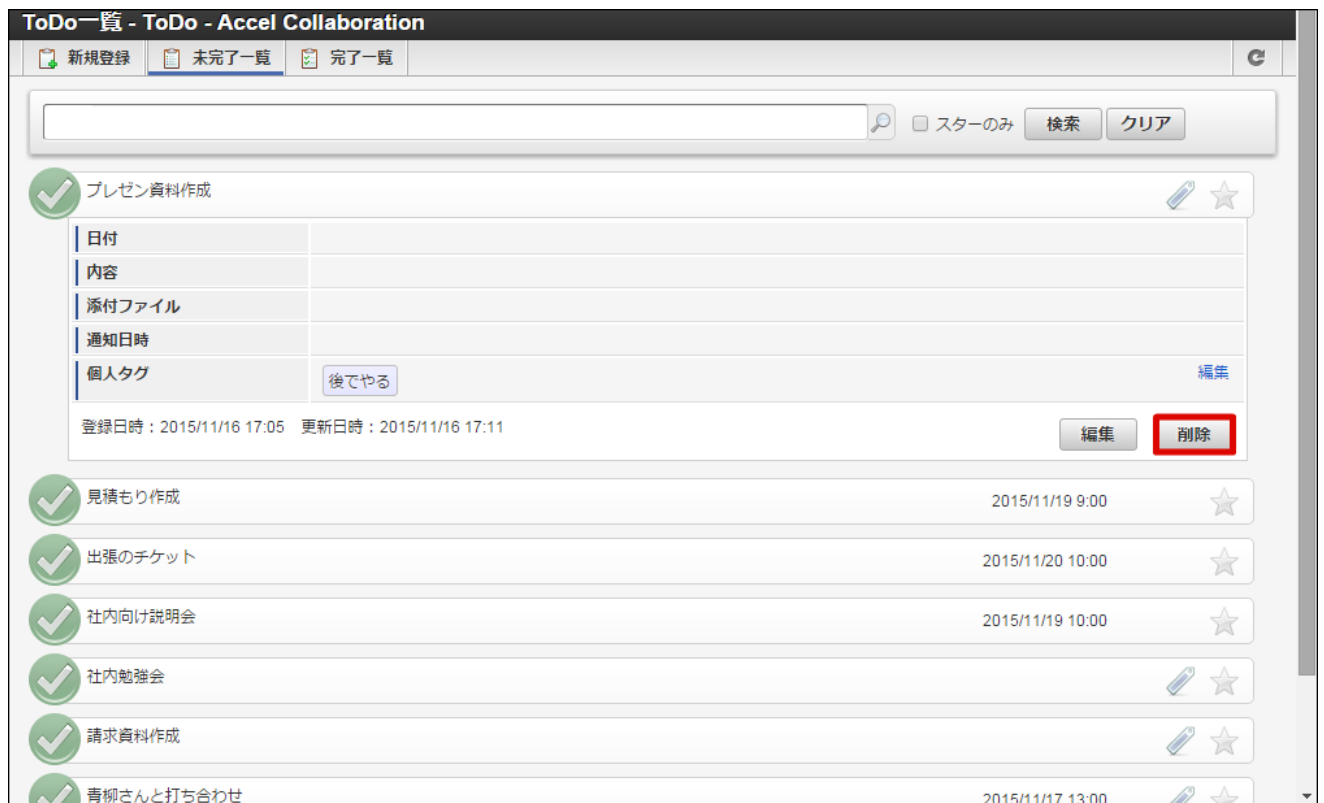 ToDo一覧 - ToDo - Accel Collaboration
新規登録 未完了一覧 完了一覧
スターのみ 検索 クリア
プレゼン資料作成
日付
内容
添付ファイル
通知日時
個人タグ 後でやる 編集
登録日時：2015/11/16 17:05 更新日時：2015/11/16 17:11 編集 削除
見積もり作成 2015/11/19 9:00
出張のチケット 2015/11/20 10:00
社内向け説明会 2015/11/19 10:00
社内勉強会
請求資料作成
青柳さんと打ち合わせ 2015/11/17 13:00